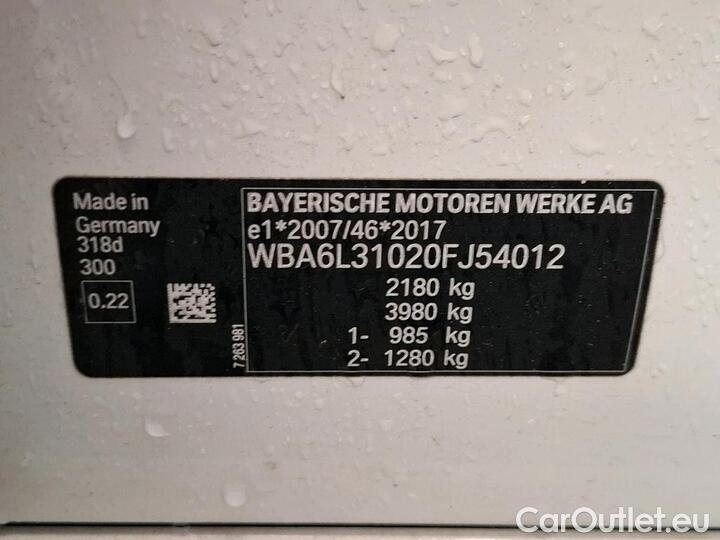 Made in
Germany
318d
300
0.22
7 263 981
BAYERISCHE MOTOREN WERKE AG
e1*2007/46*2017
WBA6L31020FJ54012
2180 kg
3980 kg
1- 985 kg
2- 1280 kg
CarOutlet.eu